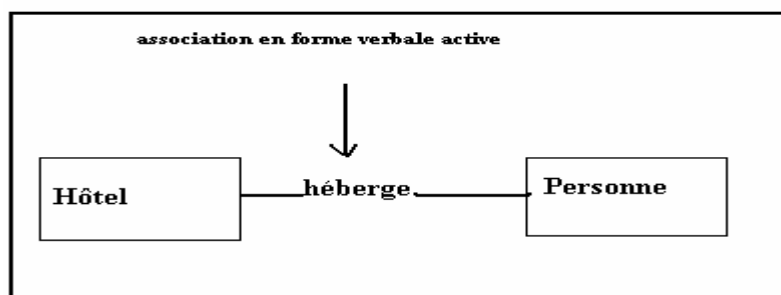 association en forme verbale active
Hôtel
héberge
Personne